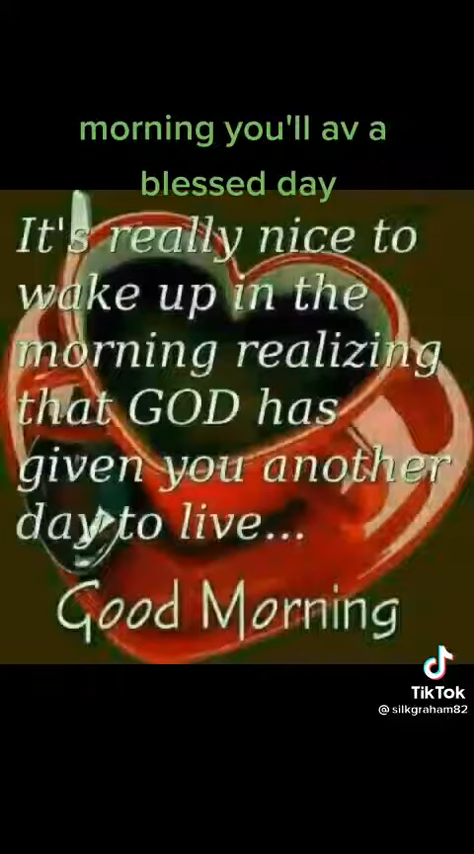 morning you'll av a
blessed day
It's really nice to
wake up in the
morning realizing
that GOD has
given you another
day to live...
Good Morning
TikTok
@silkgraham82